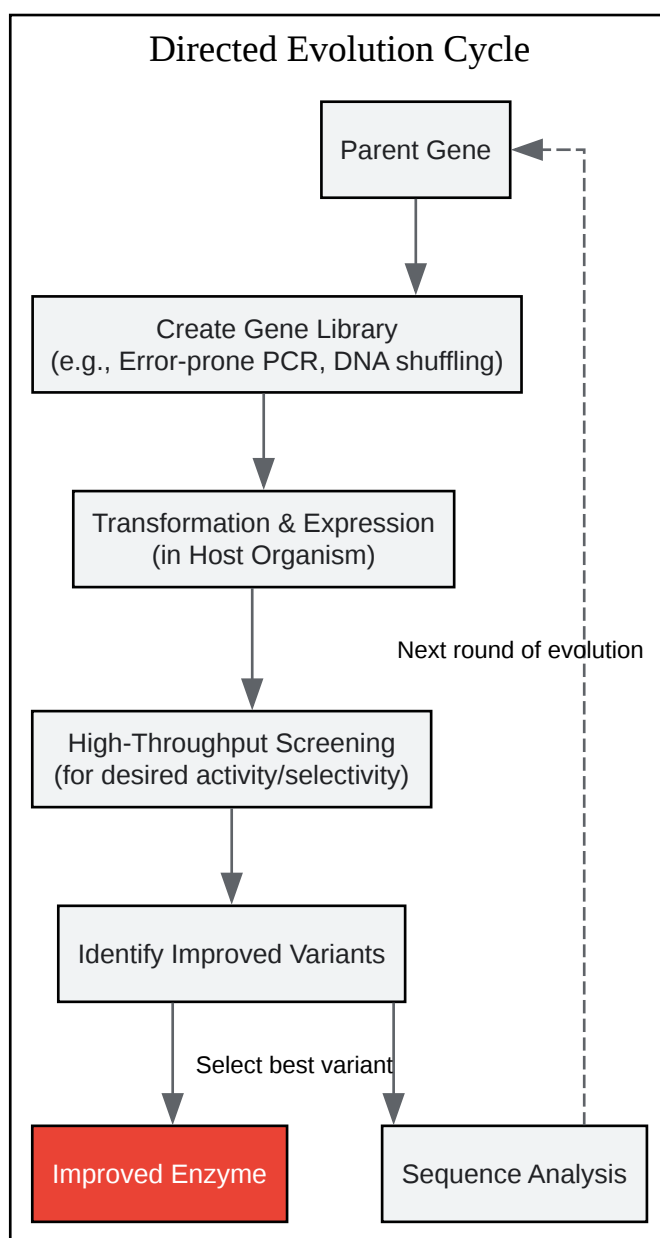 Directed Evolution Cycle
Parent Gene
Create Gene Library
(e.g., Error-prone PCR, DNA shuffling)
Transformation & Expression
(in Host Organism)
Next round of evolution
High-Throughput Screening
(for desired activity/selectivity)
Identify Improved Variants
Select best variant
Improved Enzyme
Sequence Analysis